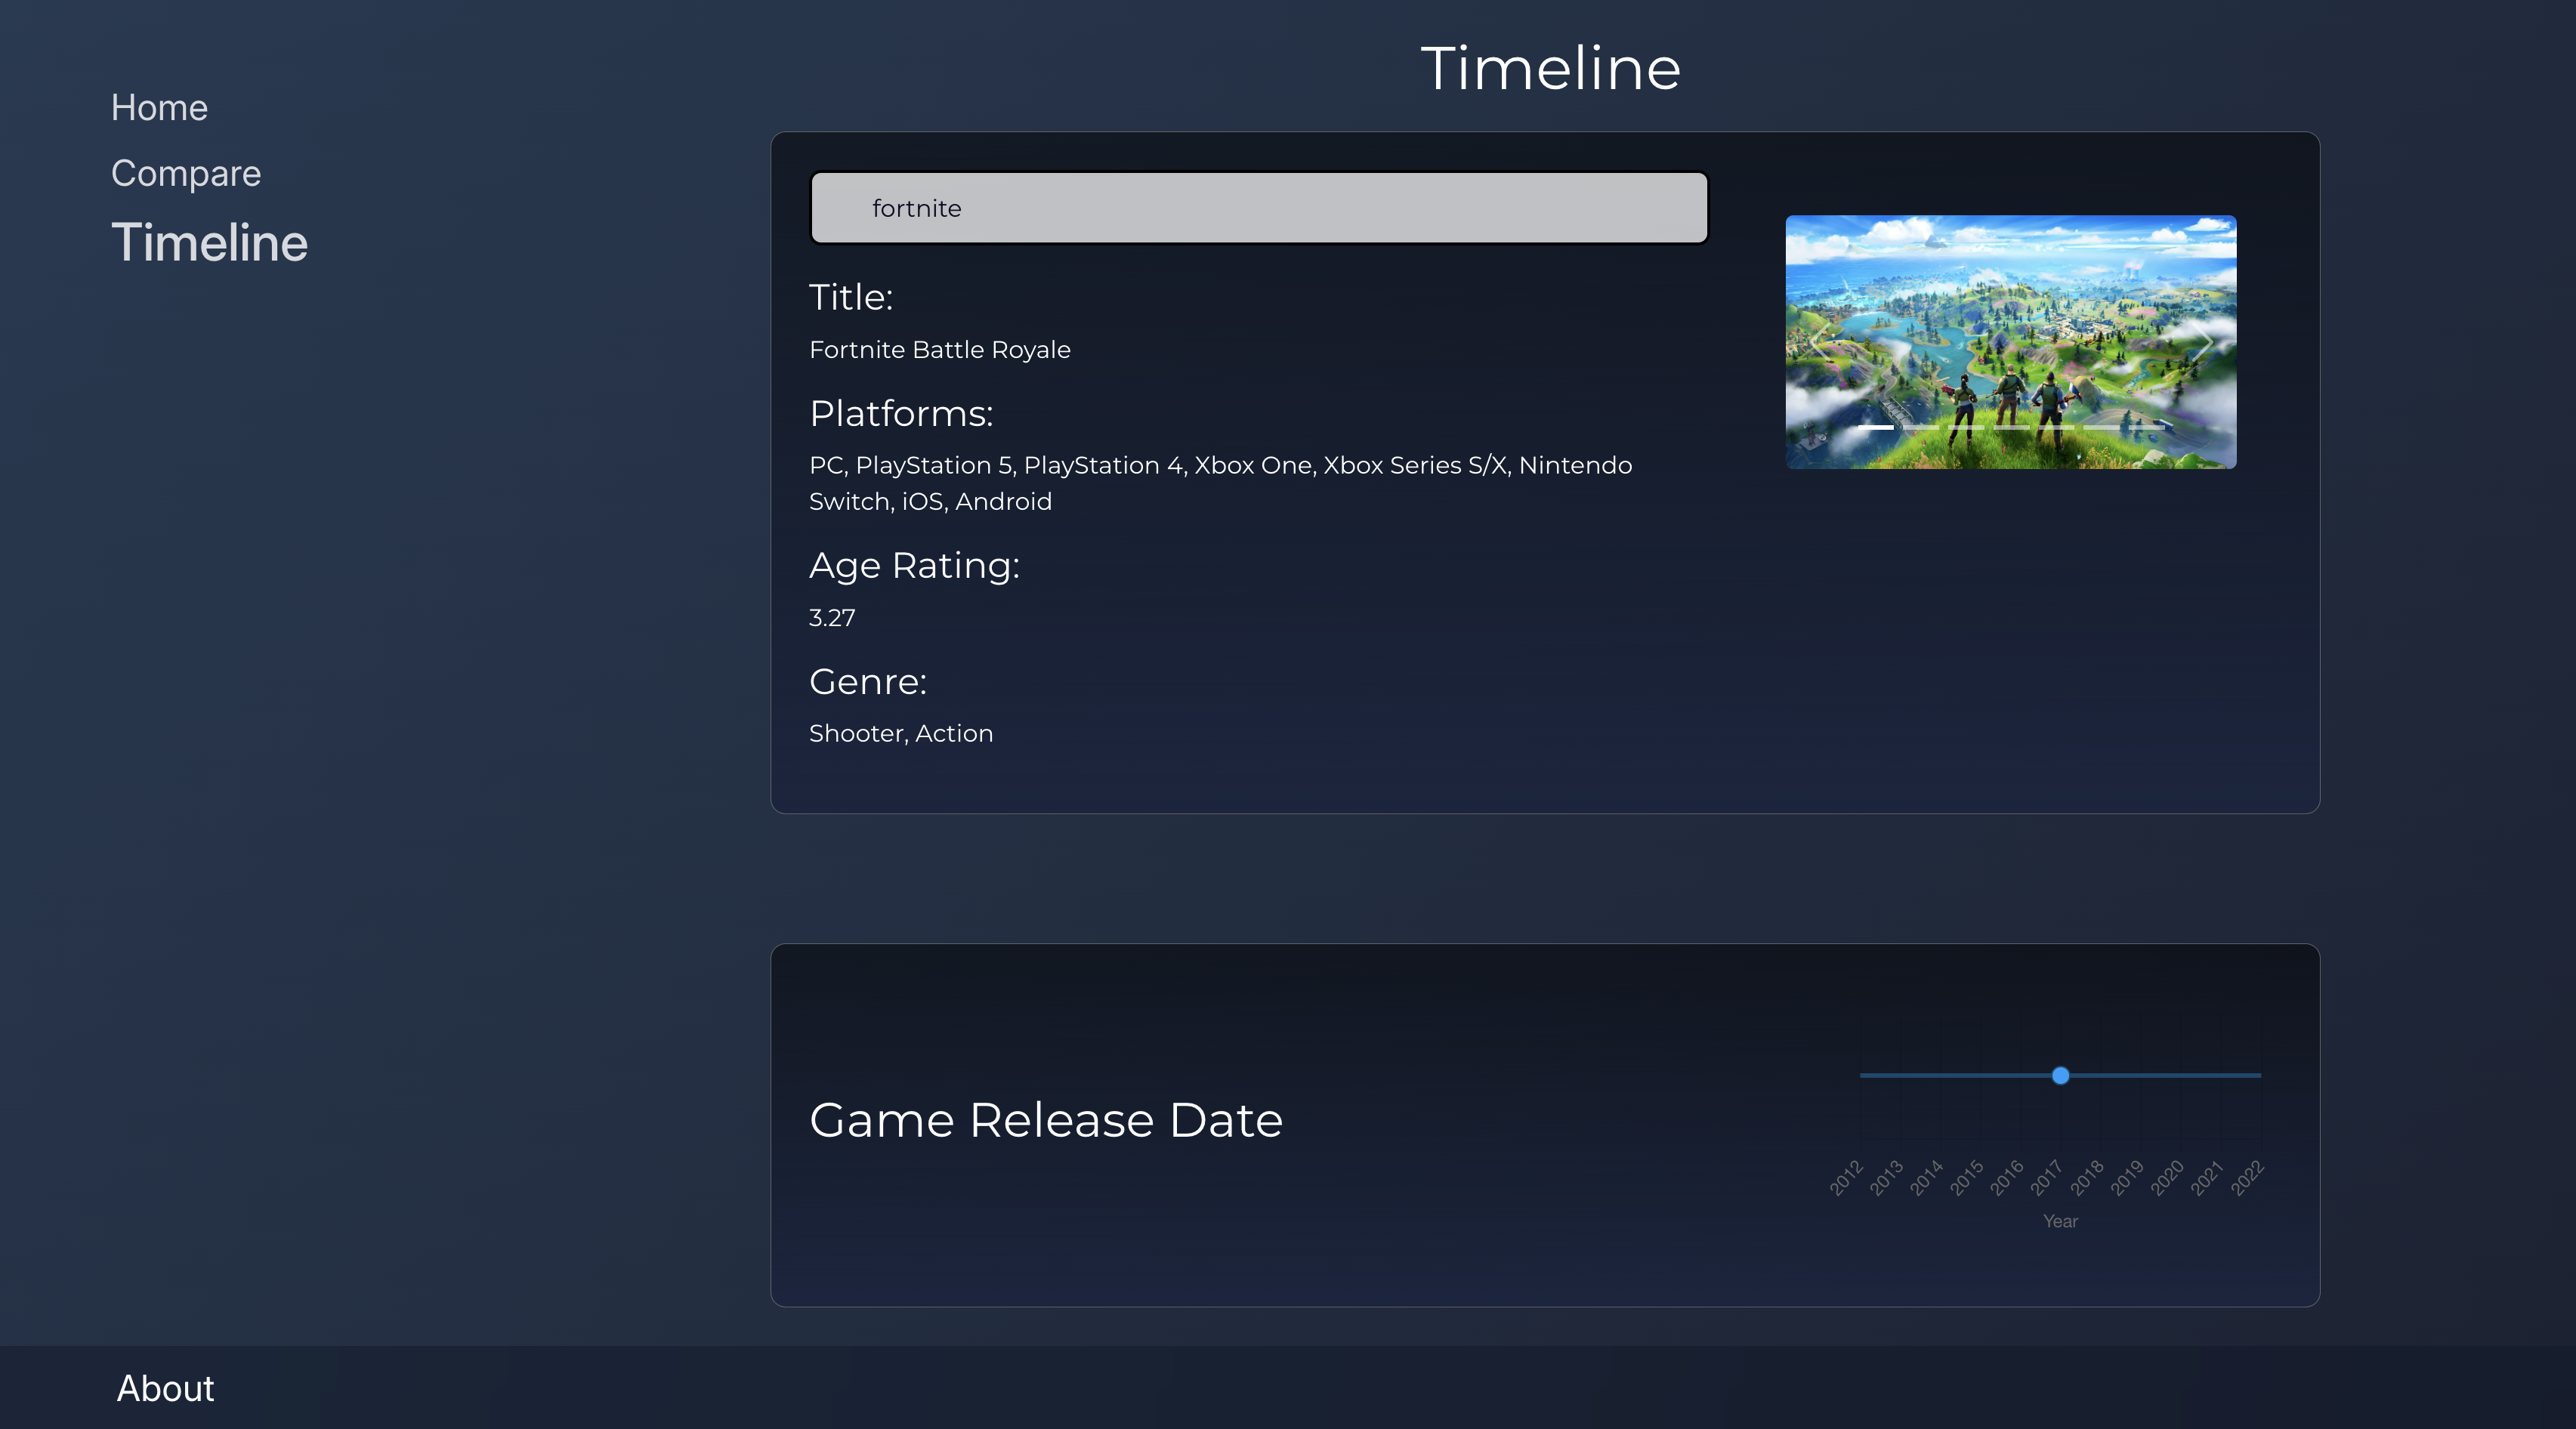 Timeline
Home
Compare
Timeline
fortnite
Title:
Fortnite Battle Royale
Platforms:
PC, PlayStation 5, PlayStation 4, Xbox One, Xbox Series S/X, Nintendo
Switch, iOS, Android
Age Rating:
3.27
Genre:
Shooter, Action
Game Release Date
2012 2013 2014 2015 2016 2017 2018 2019 2020 2021 2022
Year
About